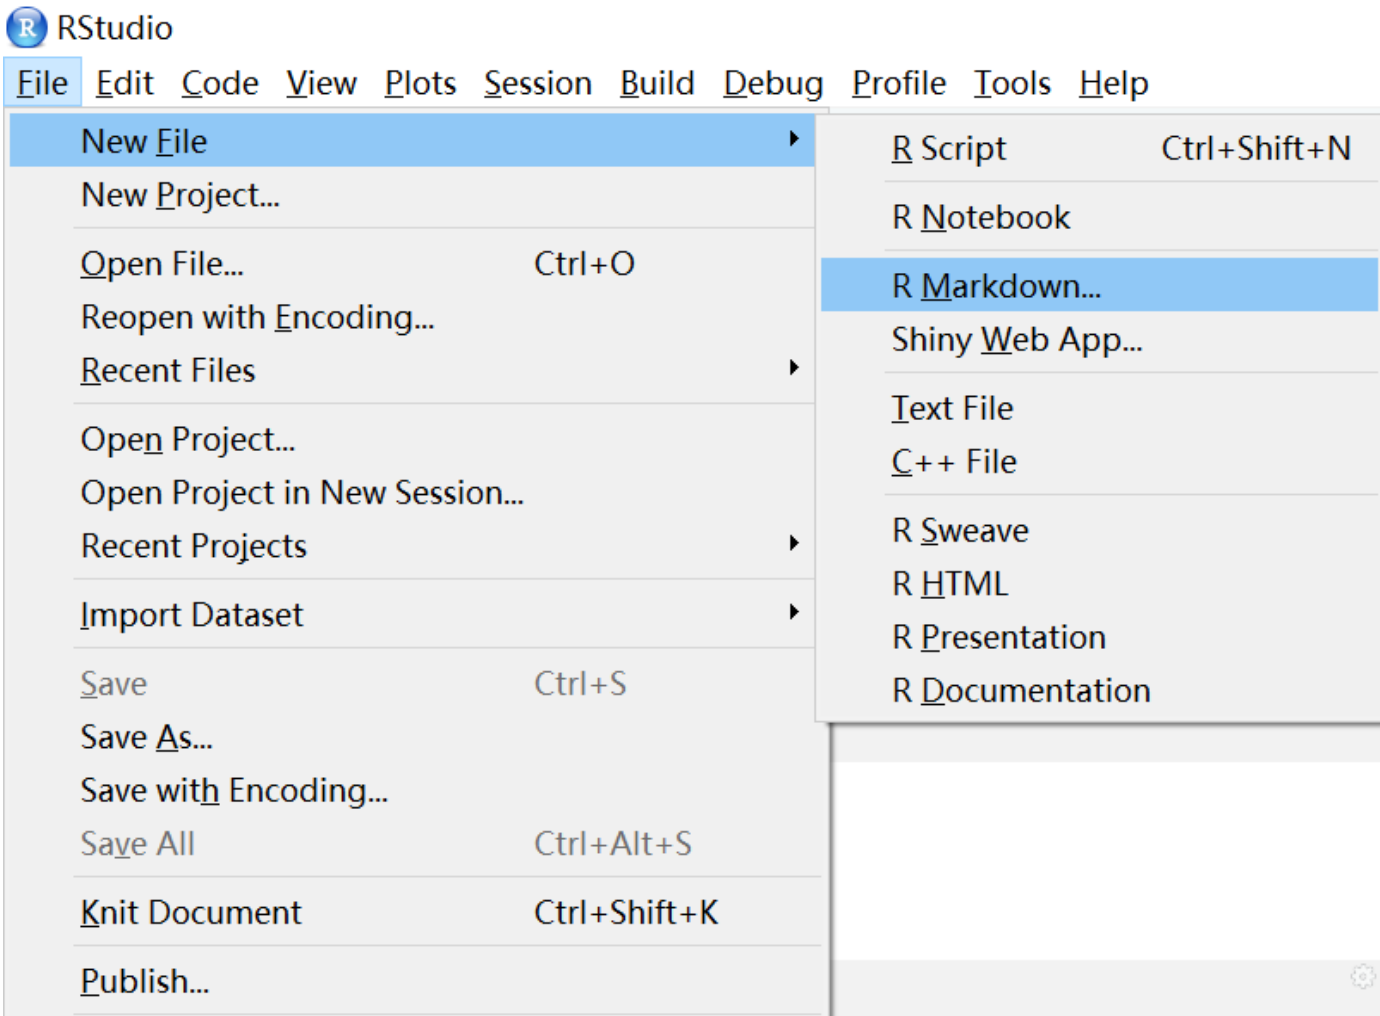 RStudio
File Edit Code View Plots Session Build Debug Profile Tools Help
New File
New Project...
Open File... Ctrl+O
Reopen with Encoding...
Recent Files
Open Project...
Open Project in New Session...
Recent Projects
Import Dataset
Save Ctrl+S
Save As...
Save with Encoding...
Save All Ctrl+Alt+S
Knit Document Ctrl+Shift+K
Publish...
R Script Ctrl+Shift+N
R Notebook
R Markdown...
Shiny Web App...
Text File
C++ File
R Sweave
R HTML
R Presentation
R Documentation